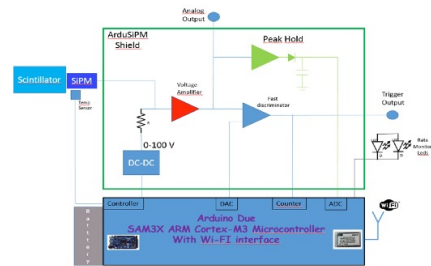 Analog
Output
ArduSiPM
Shield
Peak Hold
Scintillator
SiPM
Temp
Sensor
Voltage
Amplifier
Fast
discriminator
Trigger
Output
R
0-100 V
DC-DC
Rate
Monitor
Leds
Controller
DAC
Counter
ADC
Battery
Arduino Due
SAM3X ARM Cortex-M3 Microcontroller
With Wi-FI interface
Wi Fi